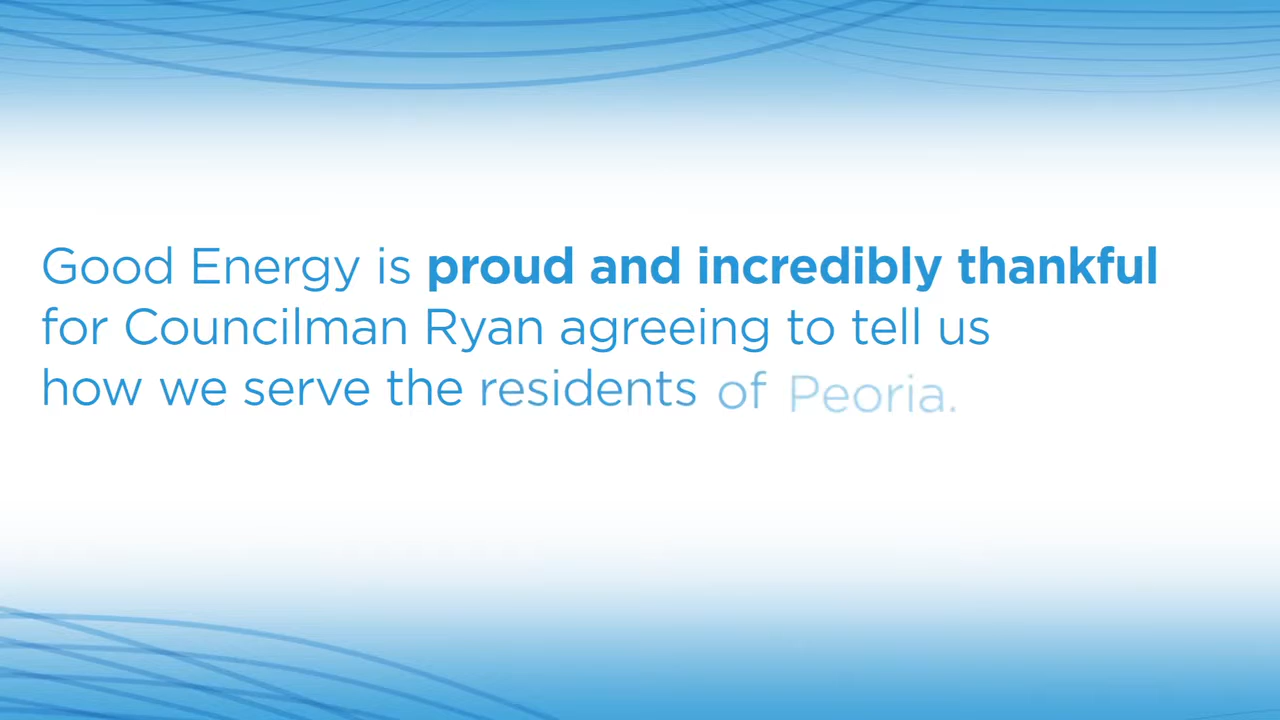 Good Energy is proud and incredibly thankful
for Councilman Ryan agreeing to tell us
how we serve the residents of Peoria.